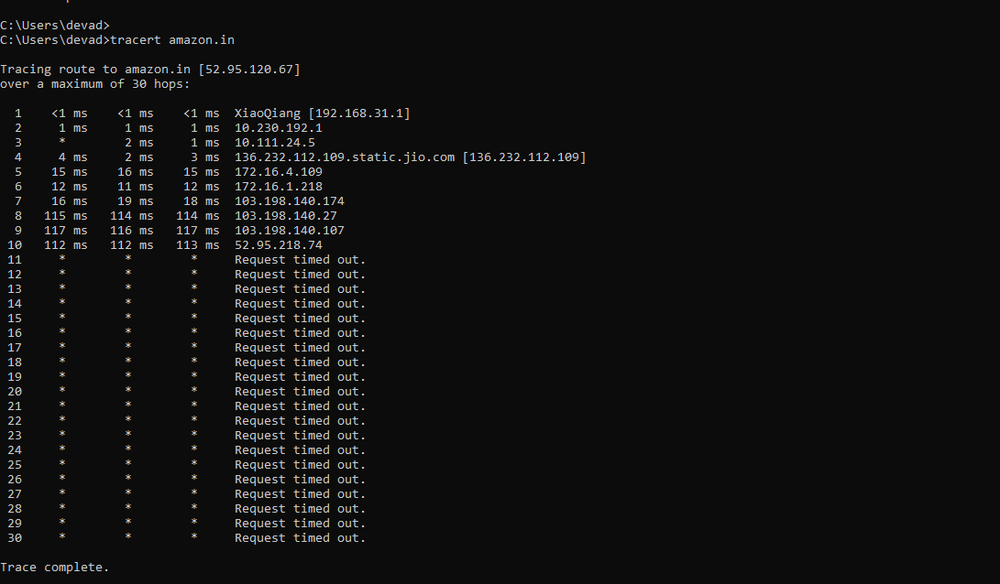 C:\Users\devad>
C:\Users\devad>tracert amazon.in
Tracing route to amazon.in [52.95.120.67]
over a maximum of 30 hops:
1 <1 ms <1 ms <1 ms XiaoQiang [192.168.31.1]
2 1 ms 1 ms 1 ms 10.230.192.1
3 * 2 ms 1 ms 10.111.24.5
4 4 ms 2 ms 3 ms 136.232.112.109.static.jio.com [136.232.112.109]
5 15 ms 16 ms 15 ms 172.16.4.109
6 12 ms 11 ms 12 ms 172.16.1.218
7 16 ms 19 ms 18 ms 103.198.140.174
8 115 ms 114 ms 114 ms 103.198.140.27
9 117 ms 116 ms 117 ms 103.198.140.107
10 112 ms 112 ms 113 ms 52.95.218.74
11 * * * Request timed out.
12 * * * Request timed out.
13 * * * Request timed out.
14 * * * Request timed out.
15 * * * Request timed out.
16 * * * Request timed out.
17 * * * Request timed out.
18 * * * Request timed out.
19 * * * Request timed out.
20 * * * Request timed out.
21 * * * Request timed out.
22 * * * Request timed out.
23 * * * Request timed out.
24 * * * Request timed out.
25 * * * Request timed out.
26 * * * Request timed out.
27 * * * Request timed out.
28 * * * Request timed out.
29 * * * Request timed out.
30 * * * Request timed out.
Trace complete.